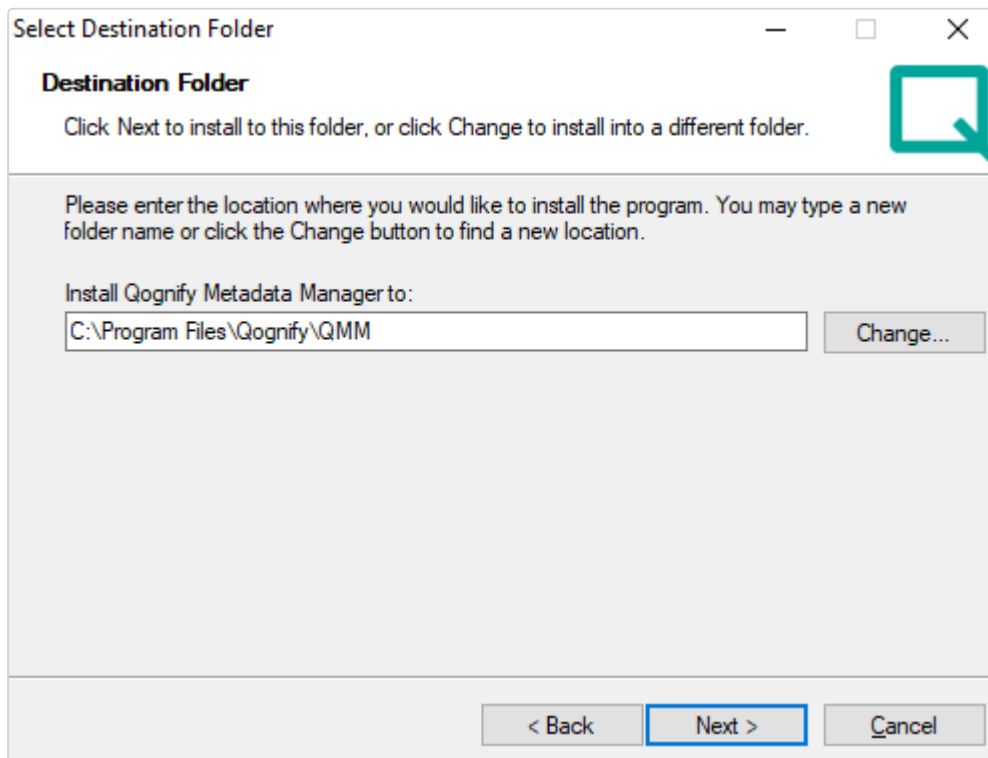 Select Destination Folder
Destination Folder
Click Next to install to this folder, or click Change to install into a different folder.
Please enter the location where you would like to install the program. You may type a new
folder name or click the Change button to find a new location.
Install Qognify Metadata Manager to:
C:\Program Files\Qognify\QMM
Change...
< Back
Next >
Cancel